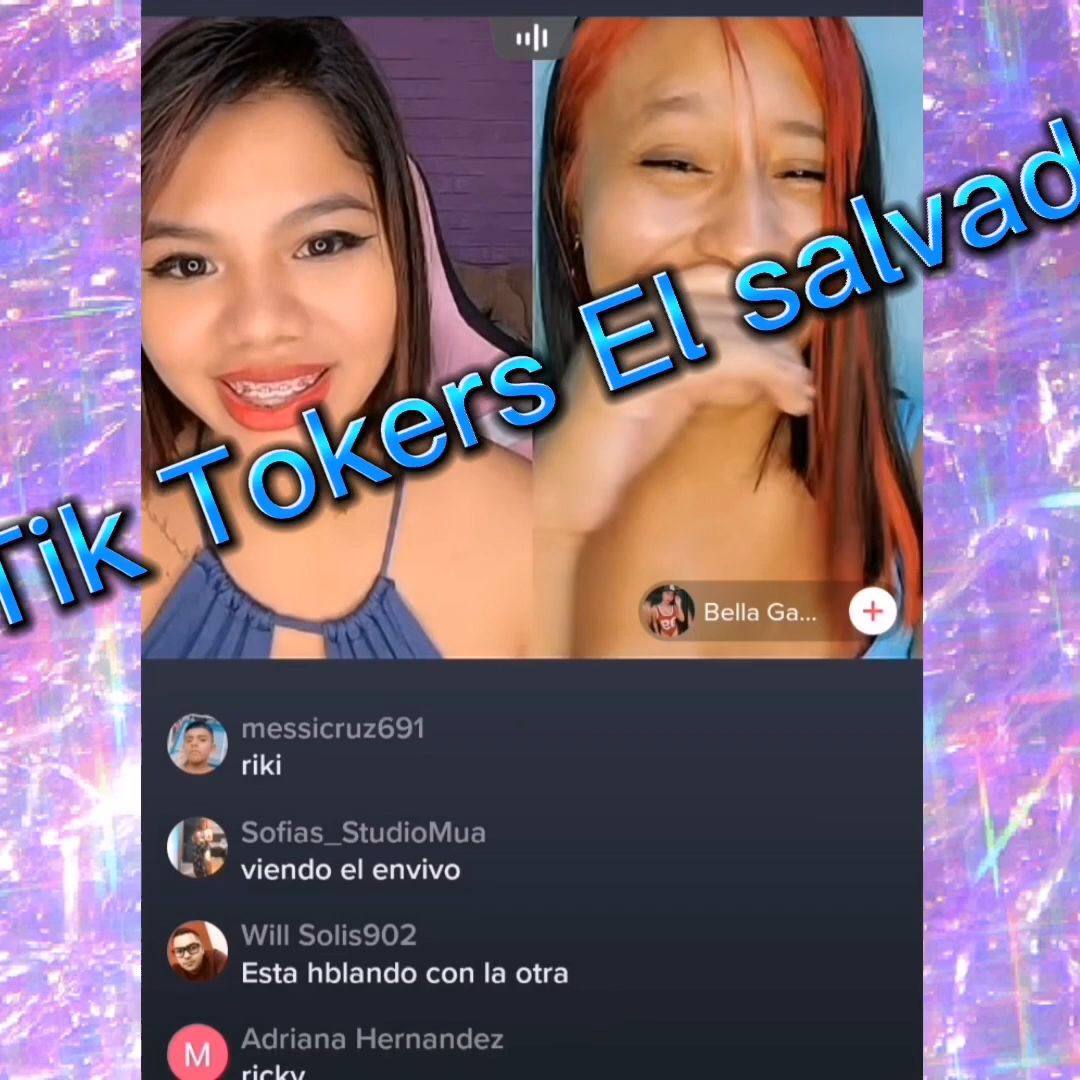 Tik Tokers El salvad
Bella Ga...
messicruz691
riki
Sofias_StudioMua
viendo el envivo
Will Solis902
Esta hblando con la otra
M
Adriana Hernandez
ricky